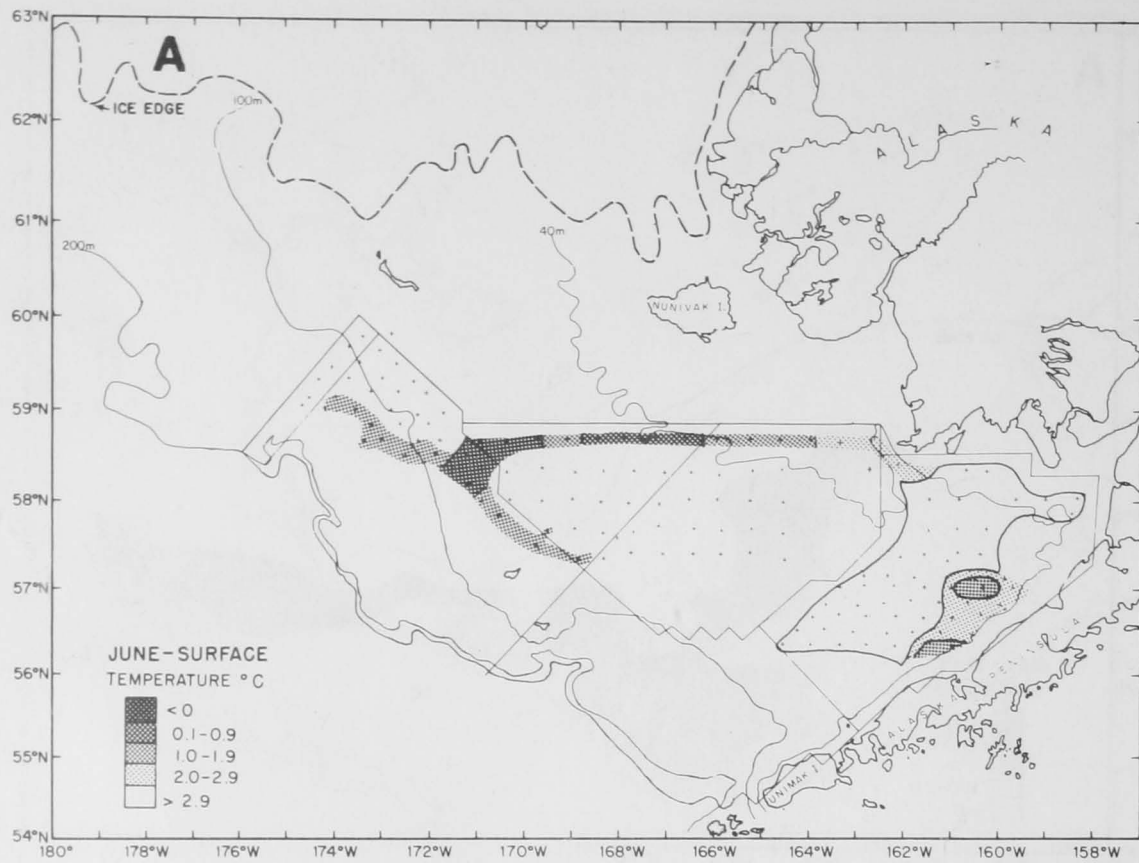 63°N
A
ICE EDGE
100m
62°N
ALASKA
61°N
200m
40m
60°N
NUNIVAK I.
59°N
58°N
57°N
JUNE-SURFACE
TEMPERATURE °C
< 0
0.1-0.9
1.0-1.9
2.0-2.9
> 2.9
56°N
ALASKA PENINSULA
55°N
UNIMAK I.
54°N
180° 178° 176° 174°W 172°W 170°W 168°W 166°W 164°W 162°W 160°W 158°W